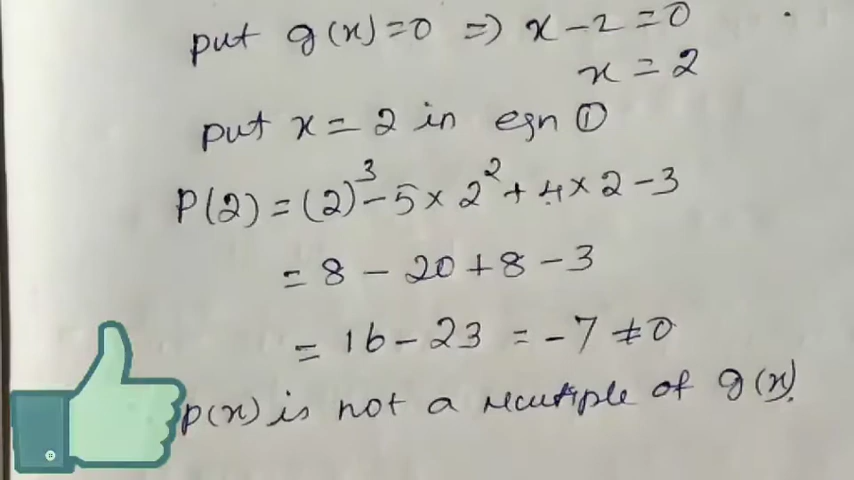 put g(x)=0 => x-2=0
x = 2
put x = 2 in eqn ①
P(2) = (2)³-5×2²+4×2-3
= 8 - 20+8-3
= 16-23 = -7≠0
p(x) is not a multiple of g(x).